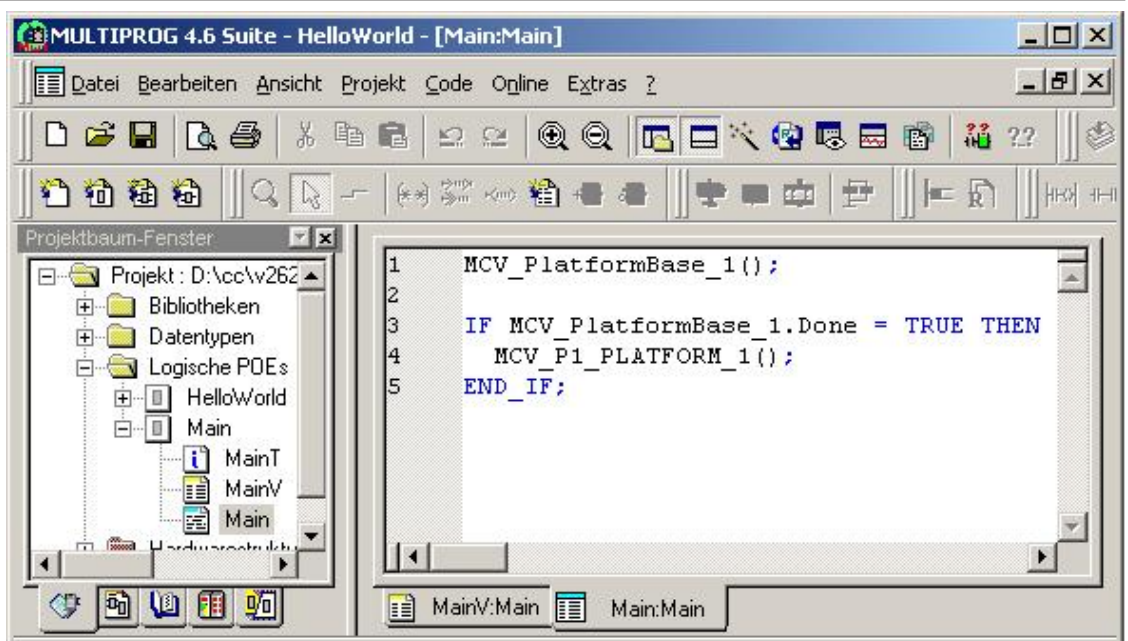 MULTIPROG 4.6 Suite - HelloWorld - [Main:Main]
Datei Bearbeiten Ansicht Projekt Code Online Extras ?
Projektbaum-Fenster
Projekt : D:\cc\v262
Bibliotheken
Datentypen
Logische POEs
HelloWorld
Main
MainT
MainV
Main
1 MCV_PlatformBase_1();
2
3 IF MCV_PlatformBase_1.Done = TRUE THEN
4 MCV_P1_PLATFORM_1();
5 END_IF;
MainV:Main Main:Main